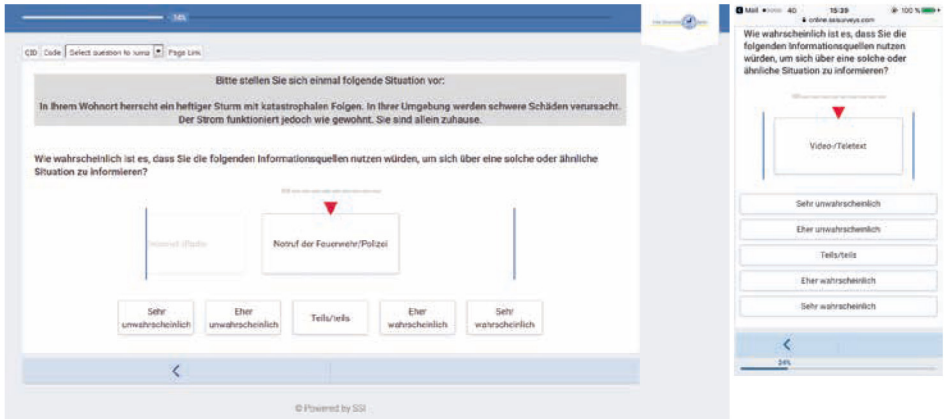 34%
QID Code Select question to jump Page Link
Bitte stellen Sie sich einmal folgende Situation vor:
In Ihrem Wohnort herrscht ein heftiger Sturm mit katastrophalen Folgen. In Ihrer Umgebung werden schwere Schäden verursacht.
Der Strom funktioniert jedoch wie gewohnt. Sie sind allein zuhause.
Wie wahrscheinlich ist es, dass Sie die folgenden Informationsquellen nutzen würden, um sich über eine solche oder ähnliche
Situation zu informieren?
Notruf der Feuerwehr/Polizei
Sehr
unwahrscheinlich
Eher
unwahrscheinlich
Teils/teils
Eher
wahrscheinlich
Sehr
wahrscheinlich
© Powered by SSI
Mail 4G 15:39 100 %
online.ssisurveys.com
Wie wahrscheinlich ist es, dass Sie die
folgenden Informationsquellen nutzen
würden, um sich über eine solche oder
ähnliche Situation zu informieren?
Video-/Teletext
Sehr unwahrscheinlich
Eher unwahrscheinlich
Teils/teils
Eher wahrscheinlich
Sehr wahrscheinlich
34%